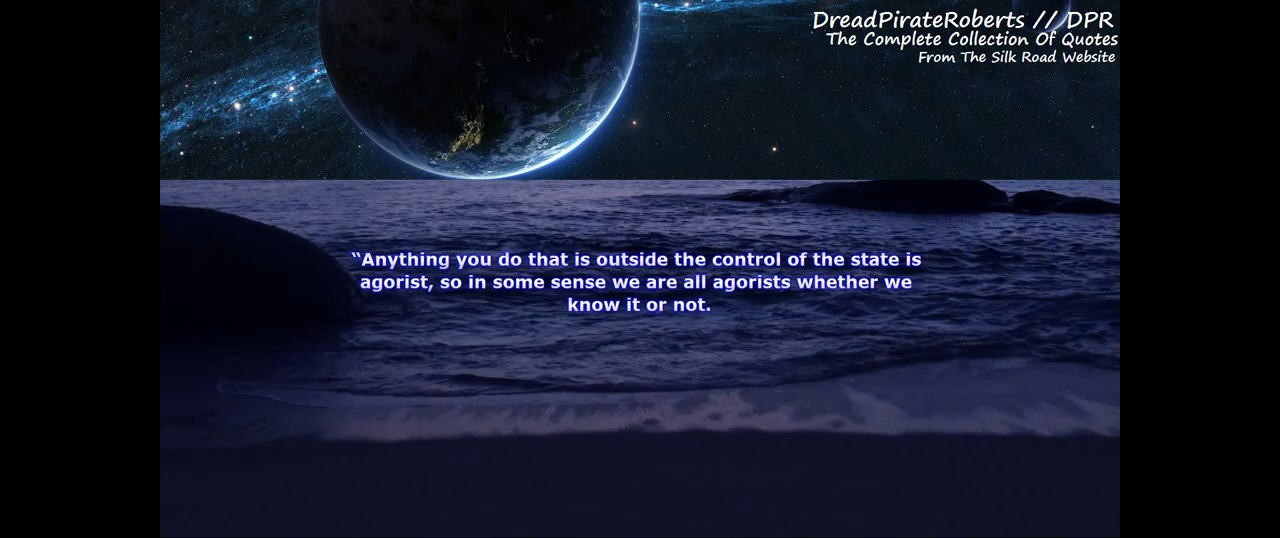 DreadPirateRoberts // DPR
The Complete Collection Of Quotes
From The Silk Road Website
“Anything you do that is outside the control of the state is
agorist, so in some sense we are all agorists whether we
know it or not.